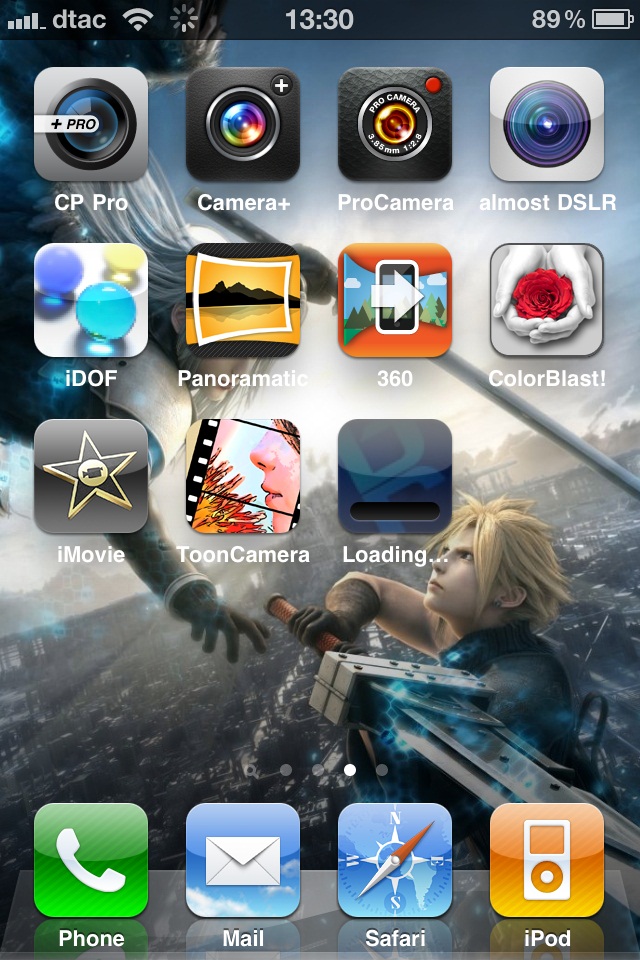 dtac 13:30 89%
+ PRO
PRO CAMERA
3.85mm 1:2.8
CP Pro Camera+ ProCamera almost DSLR
iDOF Panoramatic 360 ColorBlast!
iMovie ToonCamera Loading...
N
W E
S
Phone Mail Safari iPod